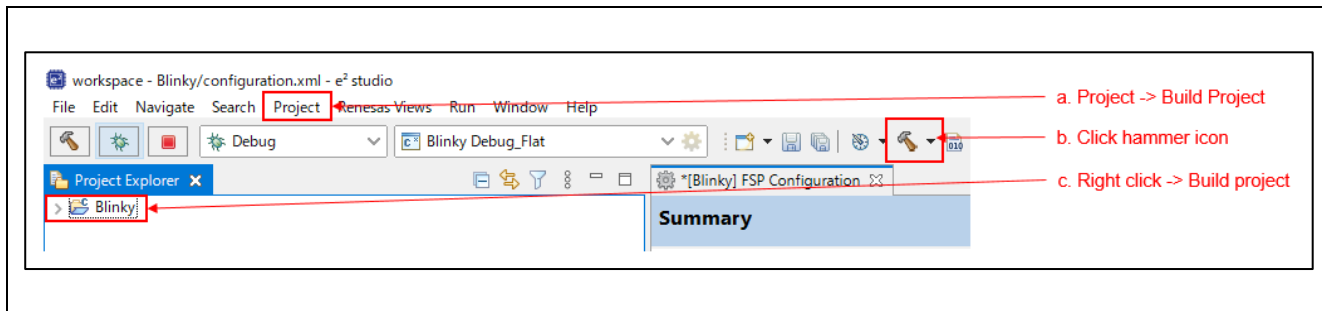 workspace - Blinky/configuration.xml - e² studio
File Edit Navigate Search Project Renesas Views Run Window Help
a. Project -> Build Project
Debug
Blinky Debug_Flat
010
b. Click hammer icon
Project Explorer
*[Blinky] FSP Configuration
c. Right click -> Build project
Blinky
Summary